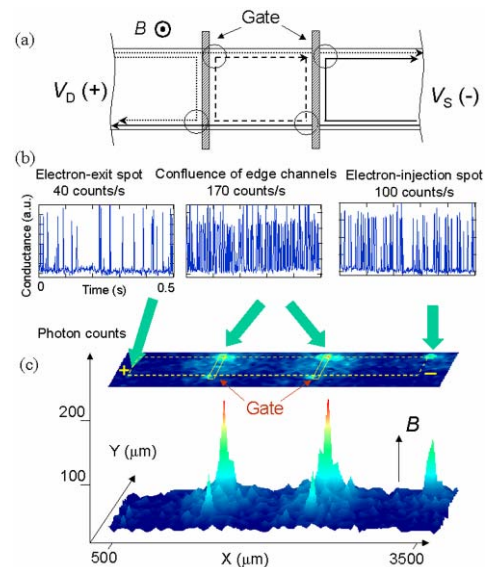 (a)
B
Gate
V_D (+)
V_S (-)
(b)
Electron-exit spot
40 counts/s
Confluence of edge channels
170 counts/s
Electron-injection spot
100 counts/s
Conductance (a.u.)
0
Time (s)
0.5
Photon counts
(c)
+
−
Gate
200
B
Y (μm)
100
500
X (μm)
3500